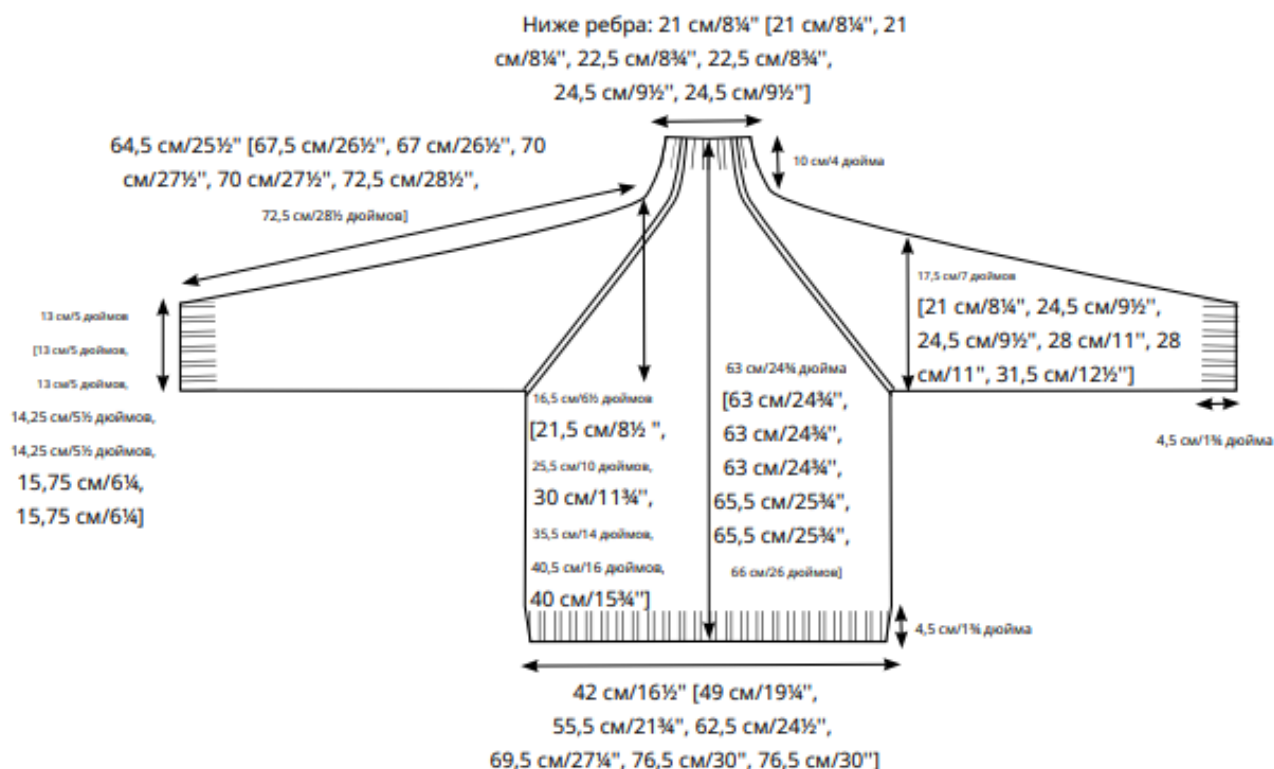 Ниже ребра: 21 см/8¼" [21 см/8¼", 21
см/8¼", 22,5 см/8¾", 22,5 см/8¾",
24,5 см/9½", 24,5 см/9½"]
64,5 см/25½" [67,5 см/26½", 67 см/26½", 70
см/27½", 70 см/27½", 72,5 см/28½",
72,5 см/28½ дюймов]
10 см/4 дюйма
17,5 см/7 дюймов
[21 см/8¼", 24,5 см/9½",
24,5 см/9½", 28 см/11", 28
см/11", 31,5 см/12½"]
13 см/5 дюймов
[13 см/5 дюймов,
13 см/5 дюймов,
14,25 см/5½ дюймов,
14,25 см/5½ дюймов,
15,75 см/6¼,
15,75 см/6¼]
16,5 см/6½ дюймов
[21,5 см/8½ ",
25,5 см/10 дюймов,
30 см/11¾",
35,5 см/14 дюймов,
40,5 см/16 дюймов,
40 см/15¾"]
63 см/24¾ дюйма
[63 см/24¾",
63 см/24¾",
63 см/24¾",
65,5 см/25¾",
65,5 см/25¾",
66 см/26 дюймов]
4,5 см/1¾ дюйма
4,5 см/1¾ дюйма
42 см/16½" [49 см/19¼",
55,5 см/21¾", 62,5 см/24½",
69,5 см/27¼", 76,5 см/30", 76,5 см/30"]